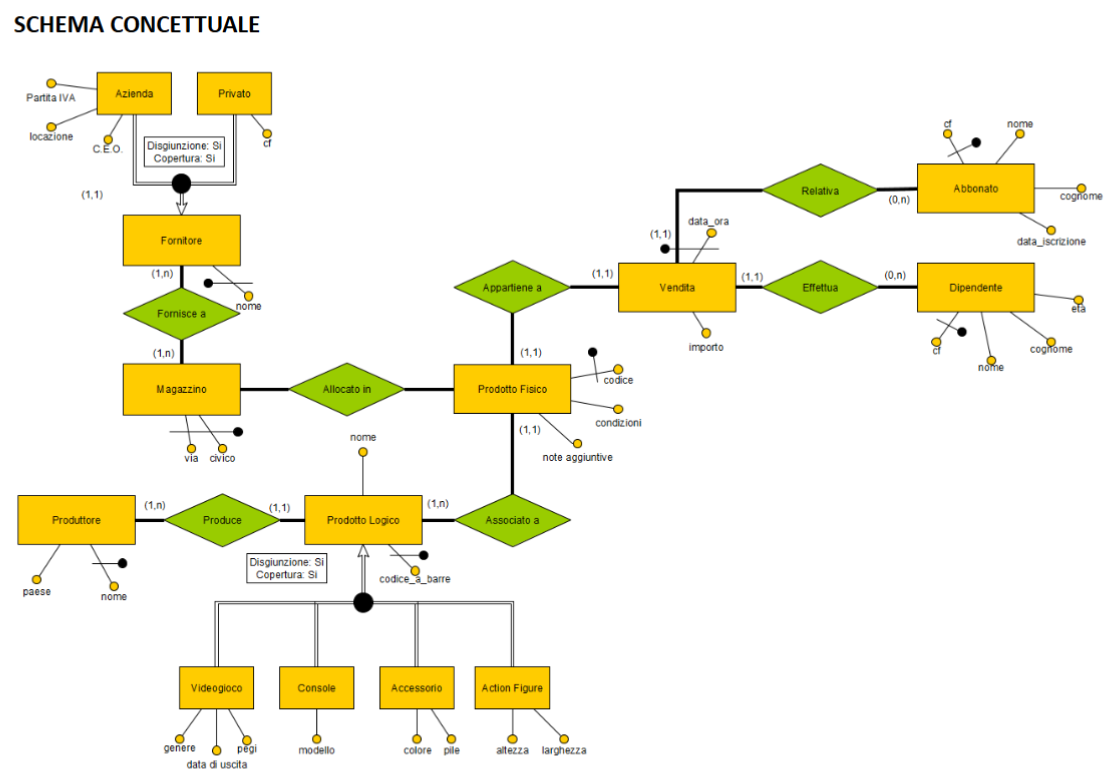 SCHEMA CONCETTUALE
Azienda
Privato
Partita IVA
locazione
C.E.O.
cf
Disgiunzione: Si
Copertura: Si
(1,1)
Fornitore
(1,n)
nome
Fornisce a
(1,n)
Magazzino
via
civico
Allocato in
Prodotto Fisico
codice
condizioni
note aggiuntive
(1,1)
(1,1)
Appartiene a
(1,1)
Vendita
data_ora
(1,1)
importo
(1,1)
Relativa
(0,n)
Abbonato
cf
nome
cognome
data_iscrizione
Effettua
(0,n)
Dipendente
età
cf
nome
cognome
Associato a
(1,n)
Prodotto Logico
nome
codice_a_barre
(1,1)
Produce
(1,n)
Produttore
paese
nome
Disgiunzione: Si
Copertura: Si
Videogioco
genere
data di uscita
pegi
Console
modello
Accessorio
colore
pile
Action Figure
altezza
larghezza